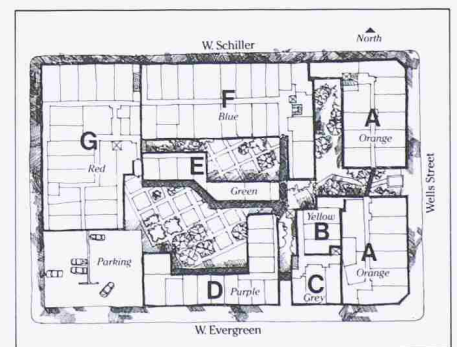 W. Schiller
North
F
Blue
A
Orange
G
Red
E
Green
Wells Street
Yellow
B
A
Orange
Parking
D
Purple
C
Grey
W. Evergreen